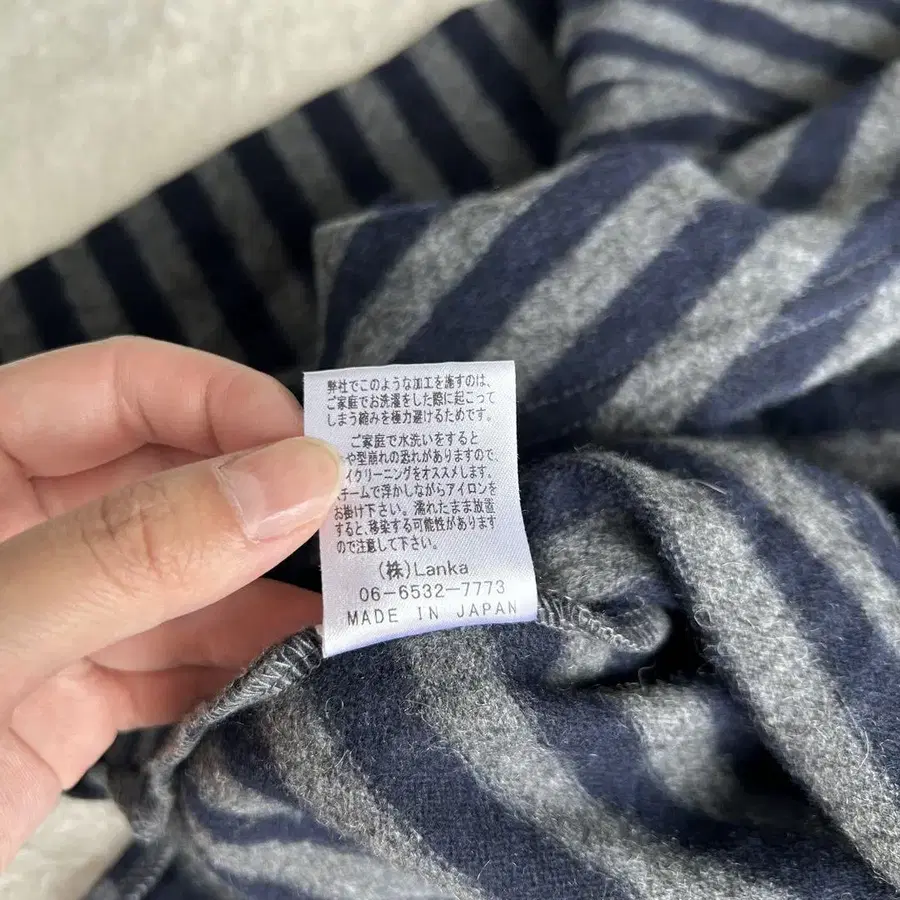 弊社でこのような加工を施すのは、
ご家庭でお洗濯をした際に起こって
しまう縮みを極力避けるためです。
ご家庭で水洗いをすると
や型崩れの恐れがありますので、
イクリーニングをオススメします。
チームで浮かしながらアイロンを
お掛け下さい。濡れたまま放置
すると、移染する可能性があります
ので注意して下さい。
(株)Lanka
06-6532-7773
MADE IN JAPAN